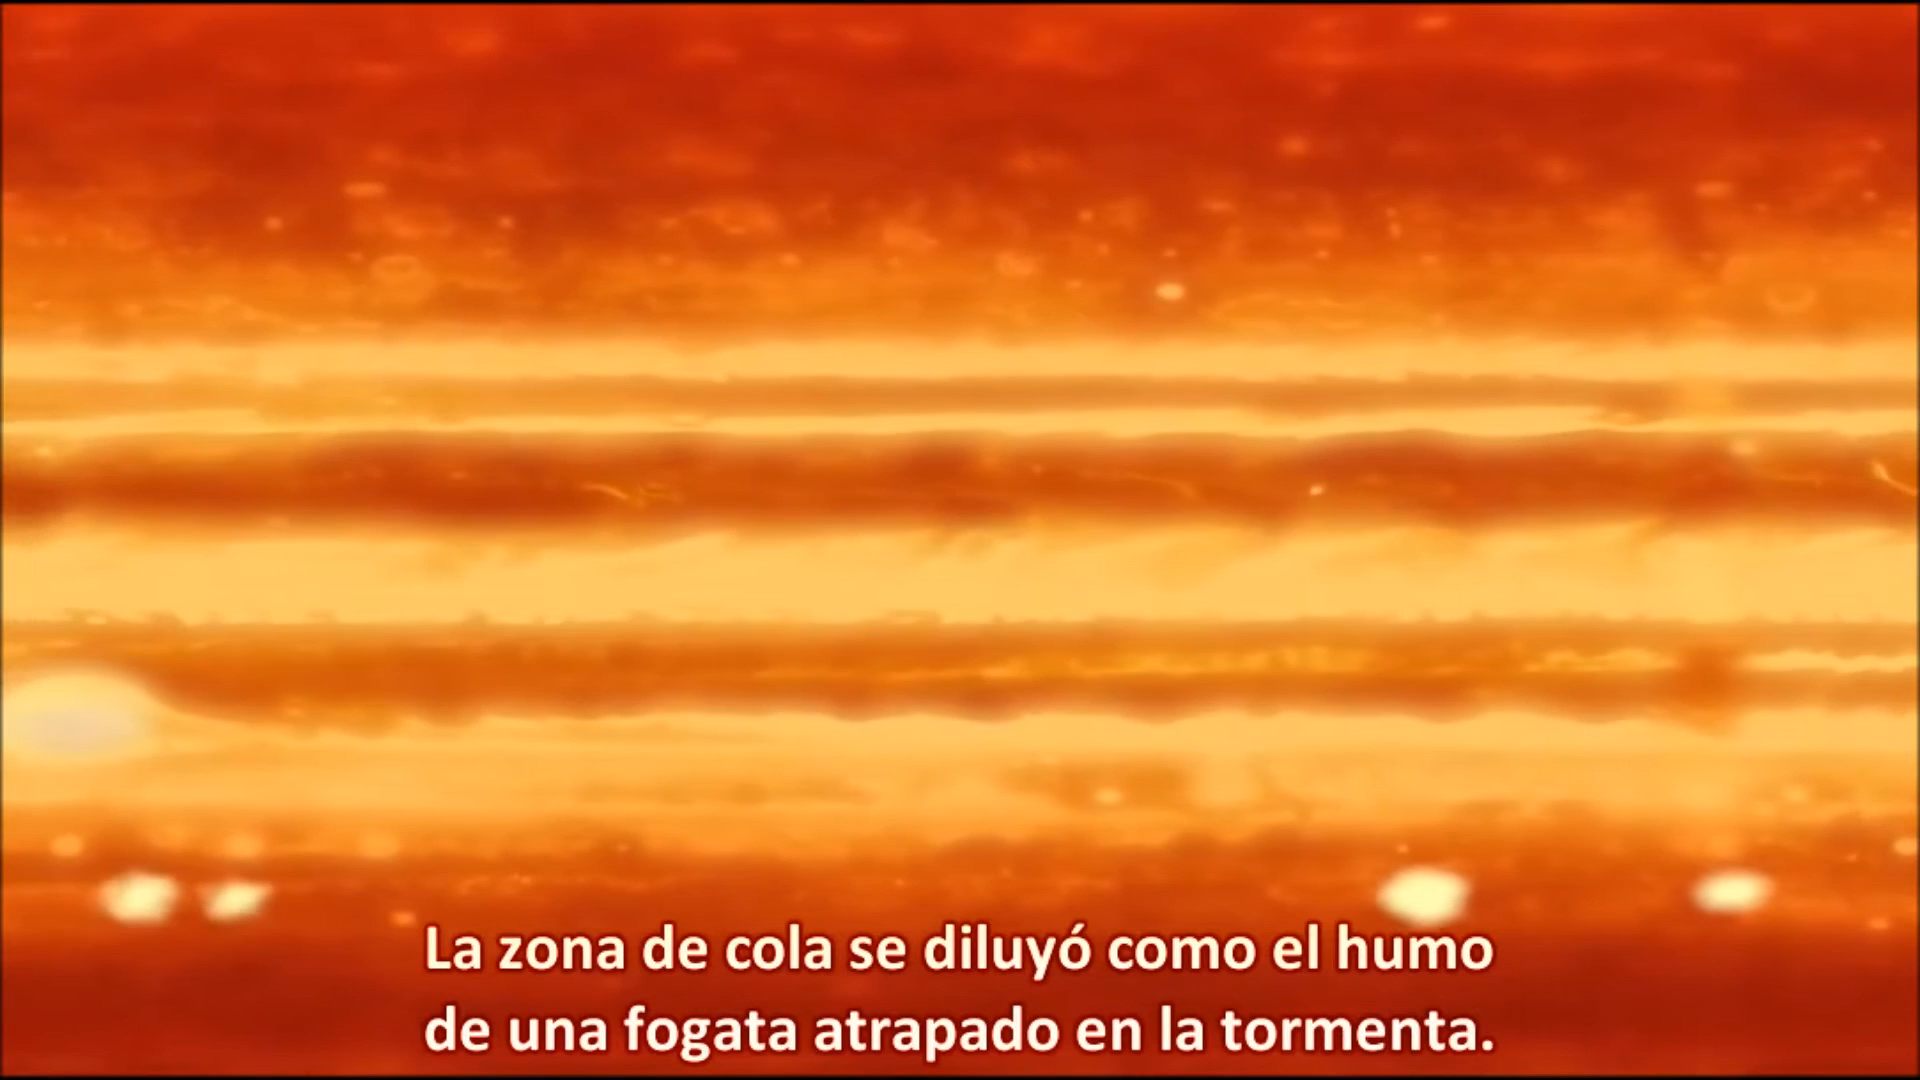 La zona de cola se diluyó como el humo
de una fogata atrapado en la tormenta.